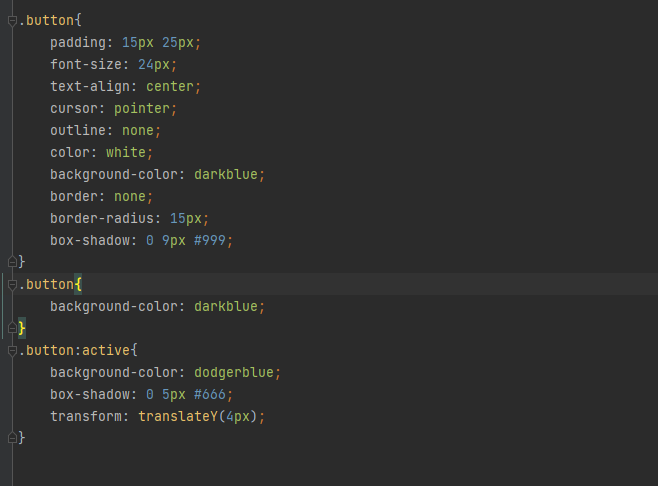 .button{
    padding: 15px 25px;
    font-size: 24px;
    text-align: center;
    cursor: pointer;
    outline: none;
    color: white;
    background-color: darkblue;
    border: none;
    border-radius: 15px;
    box-shadow: 0 9px #999;
}
.button{
    background-color: darkblue;
}
.button:active{
    background-color: dodgerblue;
    box-shadow: 0 5px #666;
    transform: translateY(4px);
}